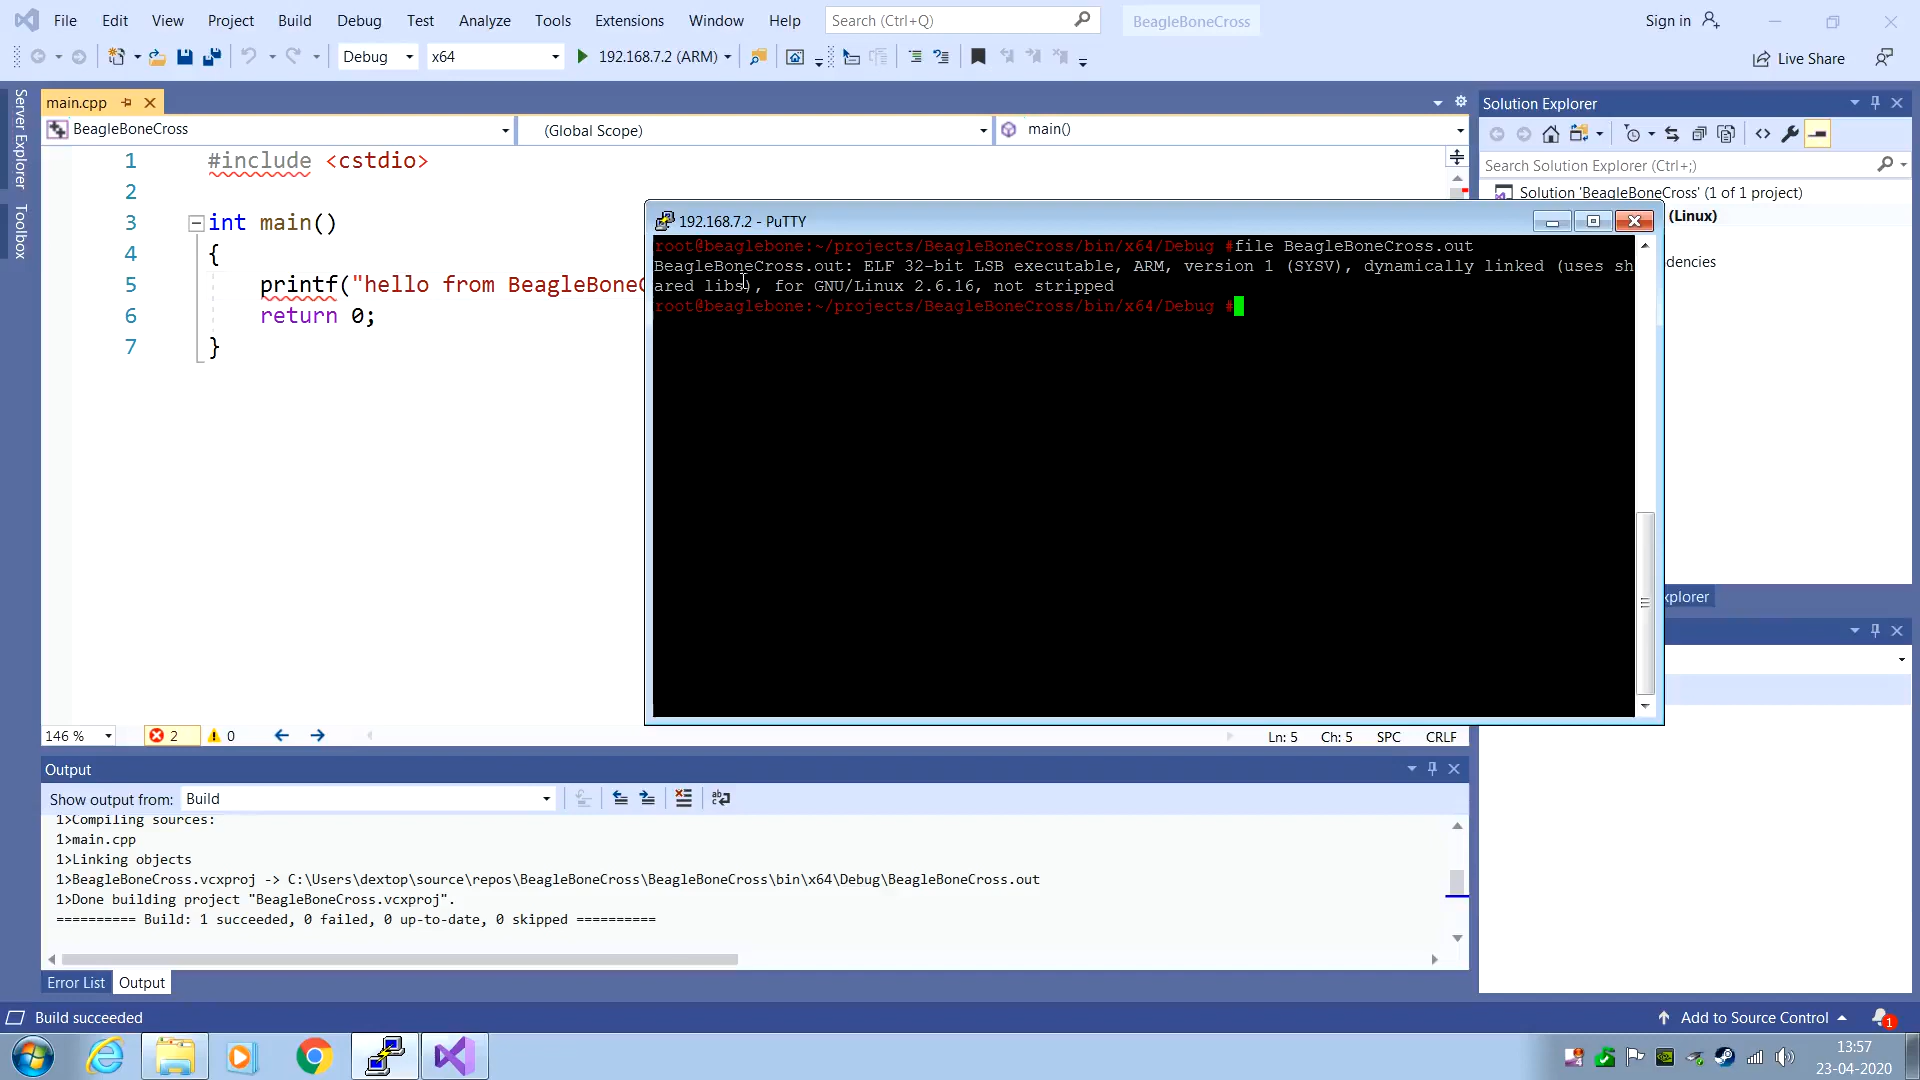 File Edit View Project Build Debug Test Analyze Tools Extensions Window Help Search (Ctrl+Q) BeagleBoneCross Sign in
Debug x64 192.168.7.2 (ARM) Live Share
Server Explorer
Toolbox
main.cpp
BeagleBoneCross (Global Scope) main()
1 #include <cstdio>
2
3 int main()
4 {
5 printf("hello from BeagleBoneC
6 return 0;
7 }
146 % 2 0 Ln: 5 Ch: 5 SPC CRLF
192.168.7.2 - PuTTY
root@beaglebone:~/projects/BeagleBoneCross/bin/x64/Debug #file BeagleBoneCross.out
BeagleBoneCross.out: ELF 32-bit LSB executable, ARM, version 1 (SYSV), dynamically linked (uses sh
ared libs), for GNU/Linux 2.6.16, not stripped
root@beaglebone:~/projects/BeagleBoneCross/bin/x64/Debug #
Solution Explorer
Search Solution Explorer (Ctrl+;)
Solution 'BeagleBoneCross' (1 of 1 project)
(Linux)
dencies
xplorer
Output
Show output from: Build
1>Compiling sources:
1>main.cpp
1>Linking objects
1>BeagleBoneCross.vcxproj -> C:\Users\dextop\source\repos\BeagleBoneCross\BeagleBoneCross\bin\x64\Debug\BeagleBoneCross.out
1>Done building project "BeagleBoneCross.vcxproj".
========== Build: 1 succeeded, 0 failed, 0 up-to-date, 0 skipped ==========
Error List Output
Build succeeded Add to Source Control 1
13:57
23-04-2020